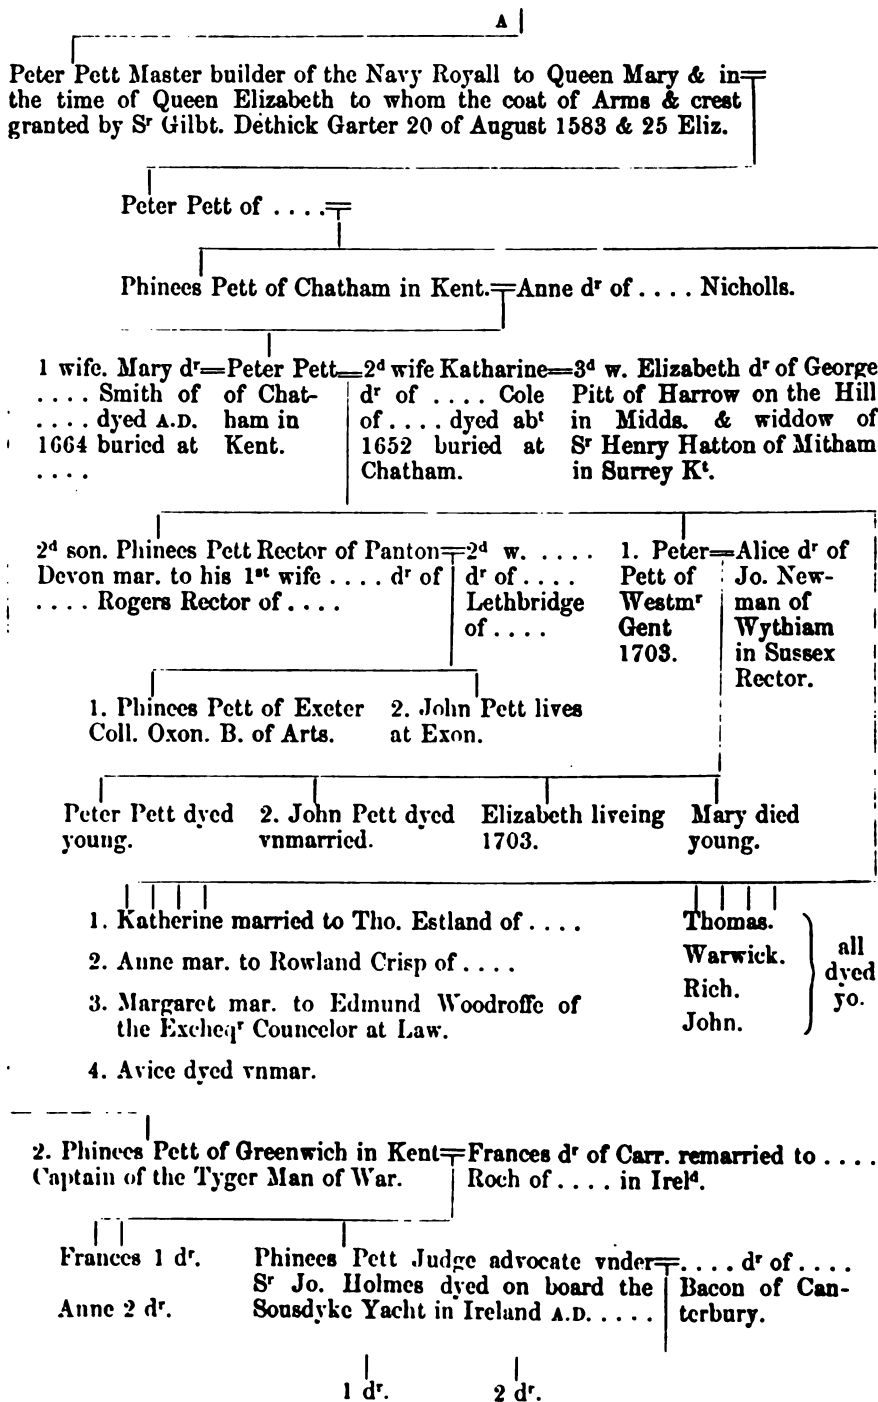 A
Peter Pett Master builder of the Navy Royall to Queen Mary & in
the time of Queen Elizabeth to whom the coat of Arms & crest
granted by Sʳ Gilbt. Dethick Garter 20 of August 1583 & 25 Eliz.
Peter Pett of . . . .
Phinees Pett of Chatham in Kent.=Anne dʳ of . . . . Nicholls.
1 wife. Mary dʳ
. . . . Smith of
. . . . dyed A.D.
1664 buried at
. . . .
=Peter Pett
of Chat-
ham in
Kent.
=2ᵈ wife Katharine
dʳ of . . . . Cole
of . . . . dyed abᵗ
1652 buried at
Chatham.
=3ᵈ w. Elizabeth dʳ of George
Pitt of Harrow on the Hill
in Midds. & widdow of
Sʳ Henry Hatton of Mitham
in Surrey Kᵗ.
2ᵈ son. Phinees Pett Rector of Panton
Devon mar. to his 1ˢᵗ wife . . . . dʳ of
. . . . Rogers Rector of . . . .
=2ᵈ w. . . . .
dʳ of . . . .
Lethbridge
of . . . .
1. Peter
Pett of
Westmʳ
Gent
1703.
=Alice dʳ of
Jo. New-
man of
Wythiam
in Sussex
Rector.
1. Phinees Pett of Exeter
Coll. Oxon. B. of Arts.
2. John Pett lives
at Exon.
Peter Pett dyed
young.
2. John Pett dyed
vnmarried.
Elizabeth liveing
1703.
Mary died
young.
1. Katherine married to Tho. Estland of . . . .
2. Anne mar. to Rowland Crisp of . . . .
3. Margaret mar. to Edmund Woodroffe of
the Excheqʳ Councelor at Law.
4. Avice dyed vnmar.
Thomas.
Warwick.
Rich.
John.
all
dyed
yo.
2. Phinees Pett of Greenwich in Kent
Captain of the Tyger Man of War.
=Frances dʳ of Carr. remarried to . . . .
Roch of . . . . in Irelᵈ.
Frances 1 dʳ.
Anne 2 dʳ.
Phinees Pett Judge advocate vnder
Sʳ Jo. Holmes dyed on board the
Sousdyke Yacht in Ireland A.D. . . . .
=. . . . dʳ of . . . .
Bacon of Can-
terbury.
1 dʳ.
2 dʳ.